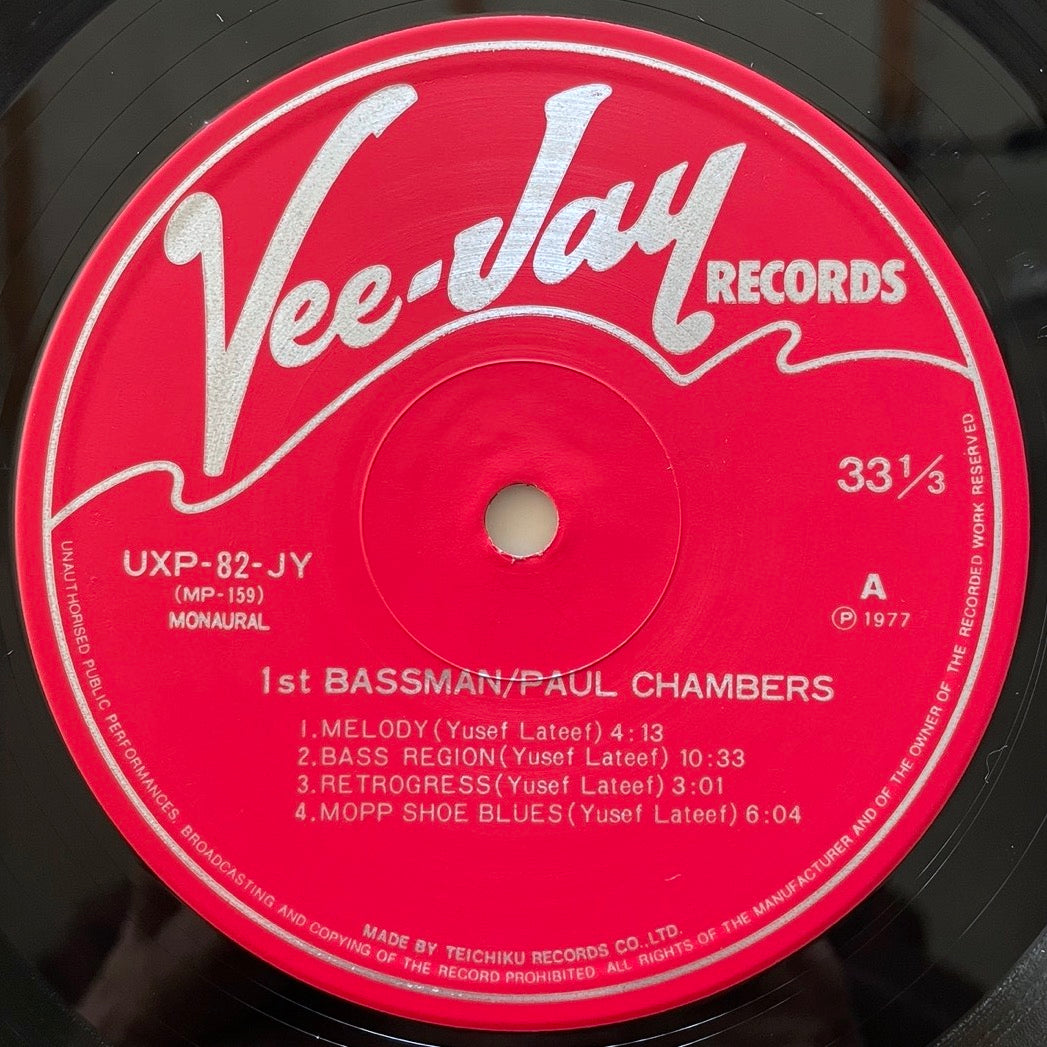 Vee-Jay RECORDS
33 1/3
UXP-82-JY
(MP-159)
MONAURAL
A
Ⓟ 1977
1st BASSMAN/PAUL CHAMBERS
1.MELODY(Yusef Lateef) 4:13
2.BASS REGION(Yusef Lateef) 10:33
3.RETROGRESS(Yusef Lateef) 3:01
4.MOPP SHOE BLUES(Yusef Lateef) 6:04
MADE BY TEICHIKU RECORDS CO.,LTD.
UNAUTHORISED PUBLIC PERFORMANCES, BROADCASTING AND COPYING OF THE RECORD PROHIBITED. ALL RIGHTS OF THE MANUFACTURER AND OF THE OWNER OF THE RECORDED WORK RESERVED